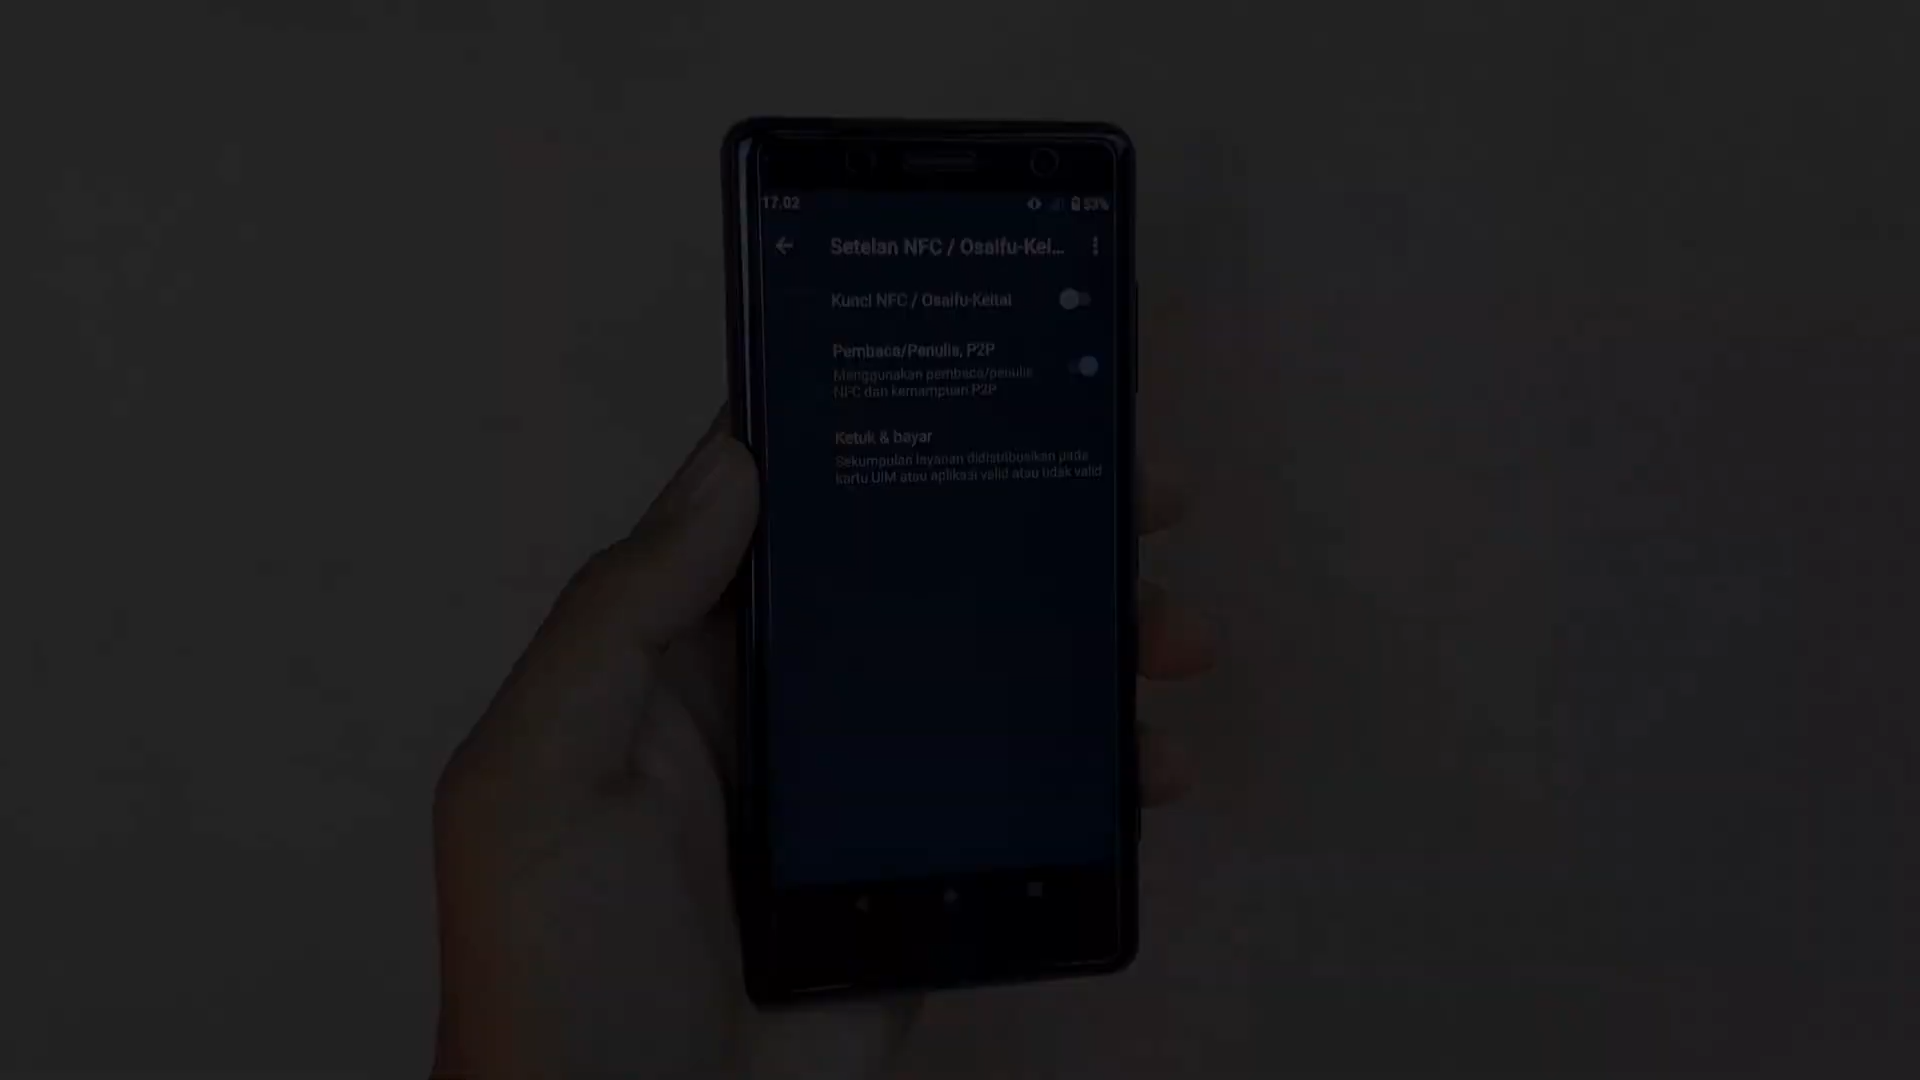 17.02
53%
Setelan NFC / Osaifu-Kei...
Kunci NFC / Osaifu-Keitai
Pembaca/Penulis, P2P
Menggunakan pembaca/penulis
NFC dan kemampuan P2P
Ketuk & bayar
Sekumpulan layanan didistribusikan pada
kartu UIM atau aplikasi valid atau tidak valid